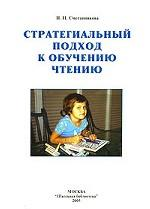 Н. Н. Сметанникова
СТРАТЕГИАЛЬНЫЙ
ПОДХОД
К ОБУЧЕНИЮ
ЧТЕНИЮ
МОСКВА
"Школьная библиотека"
2005